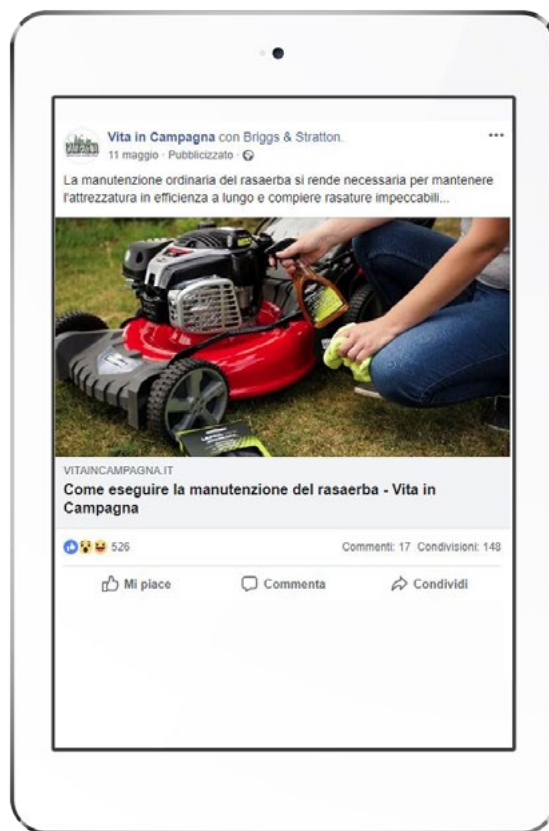 Vita in Campagna con Briggs & Stratton.
11 maggio · Pubblicizzato ·
La manutenzione ordinaria del rasaerba si rende necessaria per mantenere
l'attrezzatura in efficienza a lungo e compiere rasature impeccabili...
VITAINCAMPAGNA.IT
Come eseguire la manutenzione del rasaerba - Vita in
Campagna
526
Commenti: 17 Condivisioni: 148
Mi piace
Commenta
Condividi